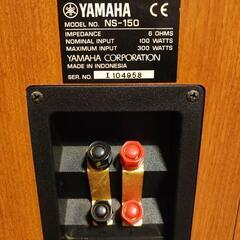 YAMAHA CE
MODEL NO. NS-150
IMPEDANCE 6 OHMS
NOMINAL INPUT 100 WATTS
MAXIMUM INPUT 300 WATTS
YAMAHA CORPORATION
MADE IN INDONESIA
SER. NO. I104958